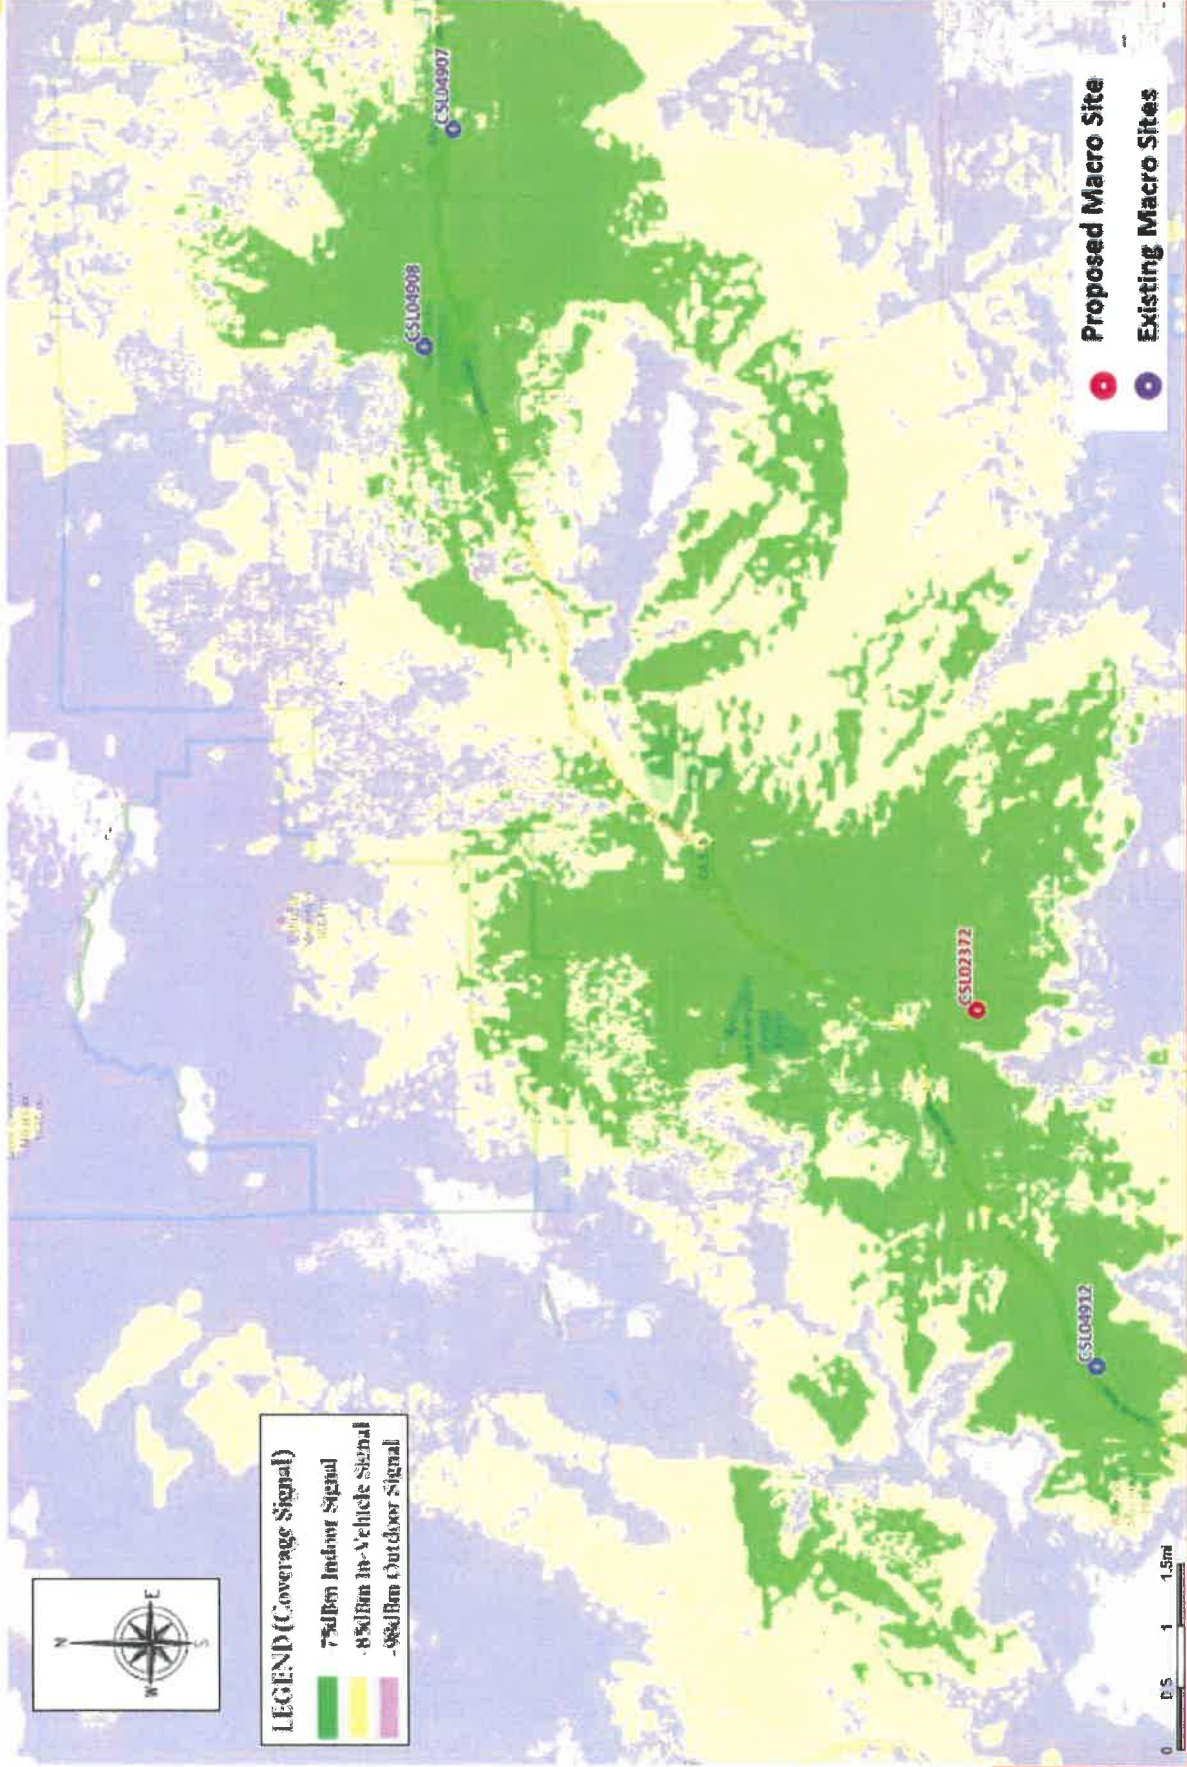 N
E
S
W
LEGEND(Coverage Signal)
-75dBm Indoor Signal
-85dBm In-Vehicle Signal
-98dBm Outdoor Signal
CSL04907
CSL04908
CSL02372
CSL04912
Proposed Macro Site
Existing Macro Sites
0 0.5 1 1.5mi